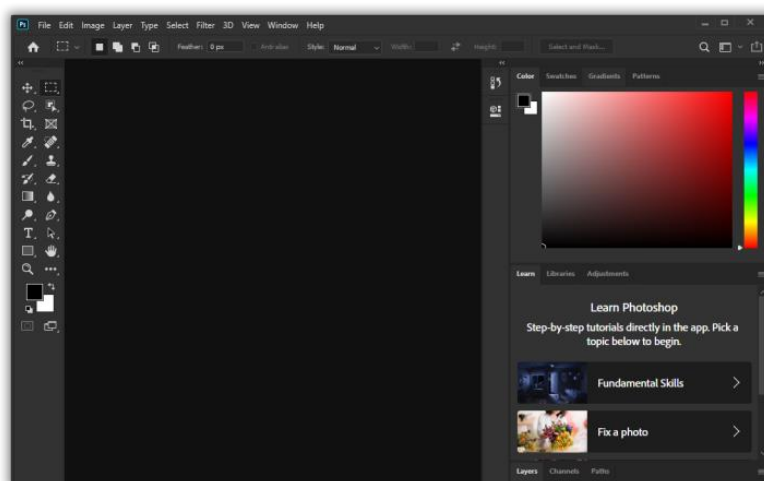 Ps File Edit Image Layer Type Select Filter 3D View Window Help
Feather: 0 px Anti-alias Style: Normal Width: Height: Select and Mask...
Color Swatches Gradients Patterns
Learn Libraries Adjustments
Learn Photoshop
Step-by-step tutorials directly in the app. Pick a
topic below to begin.
Fundamental Skills
Fix a photo
Layers Channels Paths